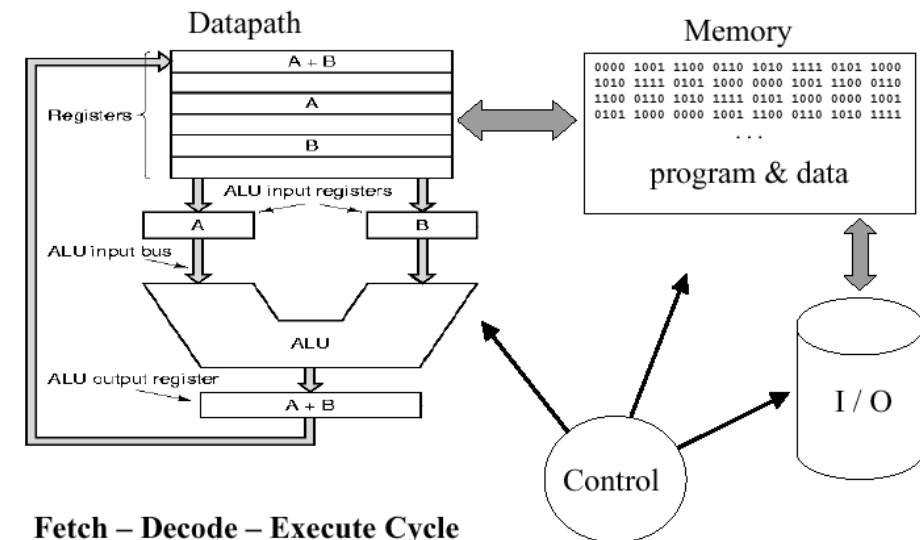 Datapath
Memory
A + B
A
B
Registers
0000 1001 1100 0110 1010 1111 0101 1000
1010 1111 0101 1000 0000 1001 1100 0110
1100 0110 1010 1111 0101 1000 0000 1001
0101 1000 0000 1001 1100 0110 1010 1111
. . .
program & data
ALU input registers
A
B
ALU input bus
ALU
ALU output register
A + B
I / O
Control
Fetch – Decode – Execute Cycle